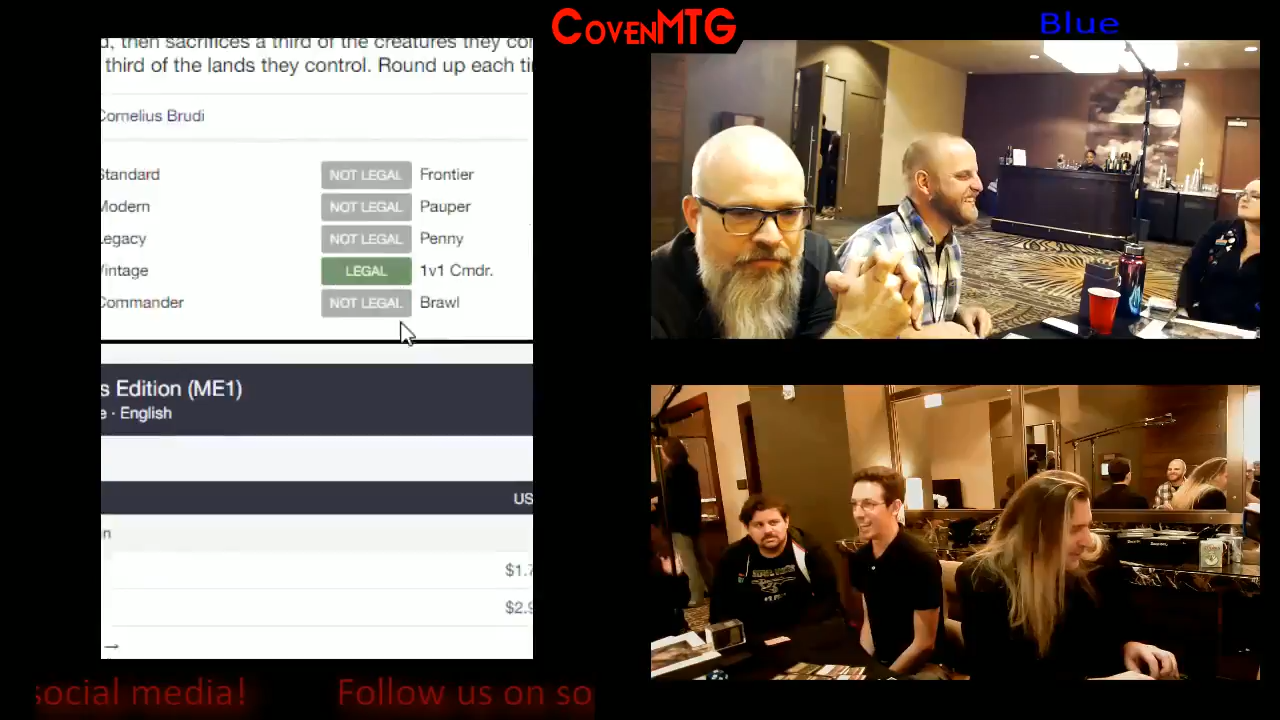 CovenMTG
Blue
d, then sacrifices a third of the creatures they con
third of the lands they control. Round up each ti
Cornelius Brudi
Standard NOT LEGAL Frontier
Modern NOT LEGAL Pauper
Legacy NOT LEGAL Penny
Vintage LEGAL 1v1 Cmdr.
Commander NOT LEGAL Brawl
s Edition (ME1)
e · English
US
n
$1.7
$2.9
→
social media! Follow us on so